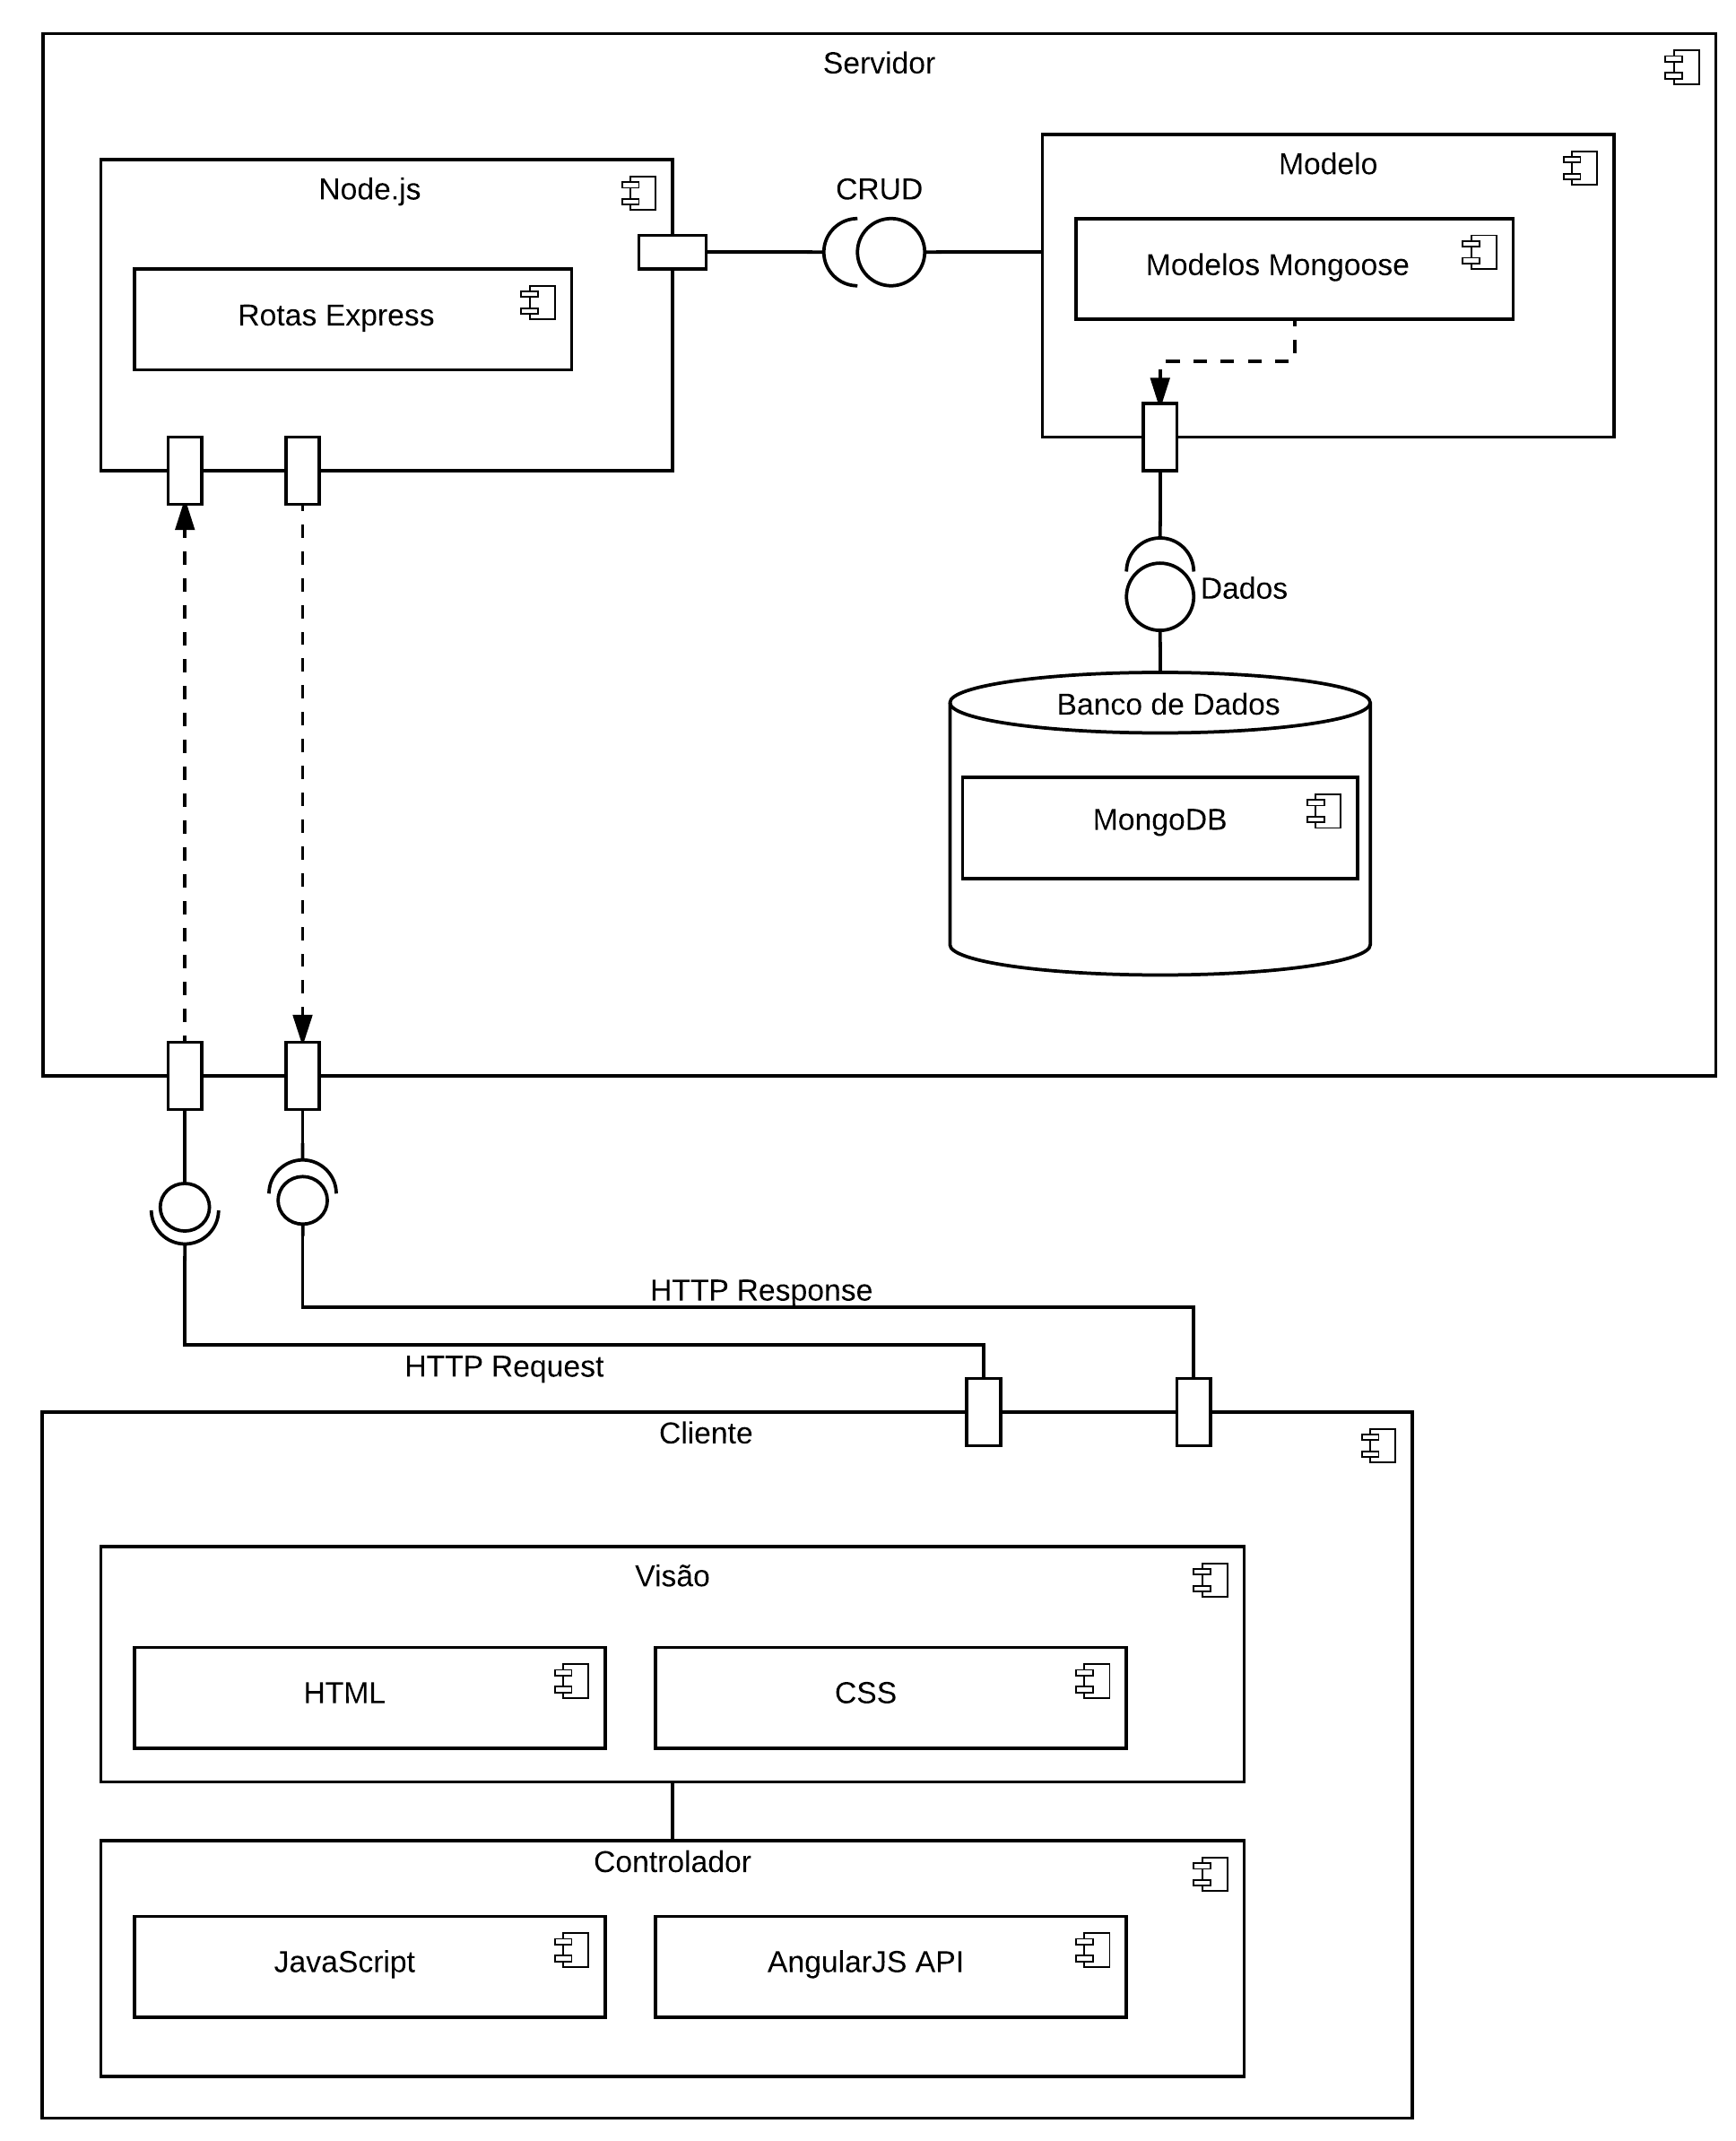 Servidor
Node.js
Rotas Express
CRUD
Modelo
Modelos Mongoose
Dados
Banco de Dados
MongoDB
HTTP Response
HTTP Request
Cliente
Visão
HTML
CSS
Controlador
JavaScript
AngularJS API